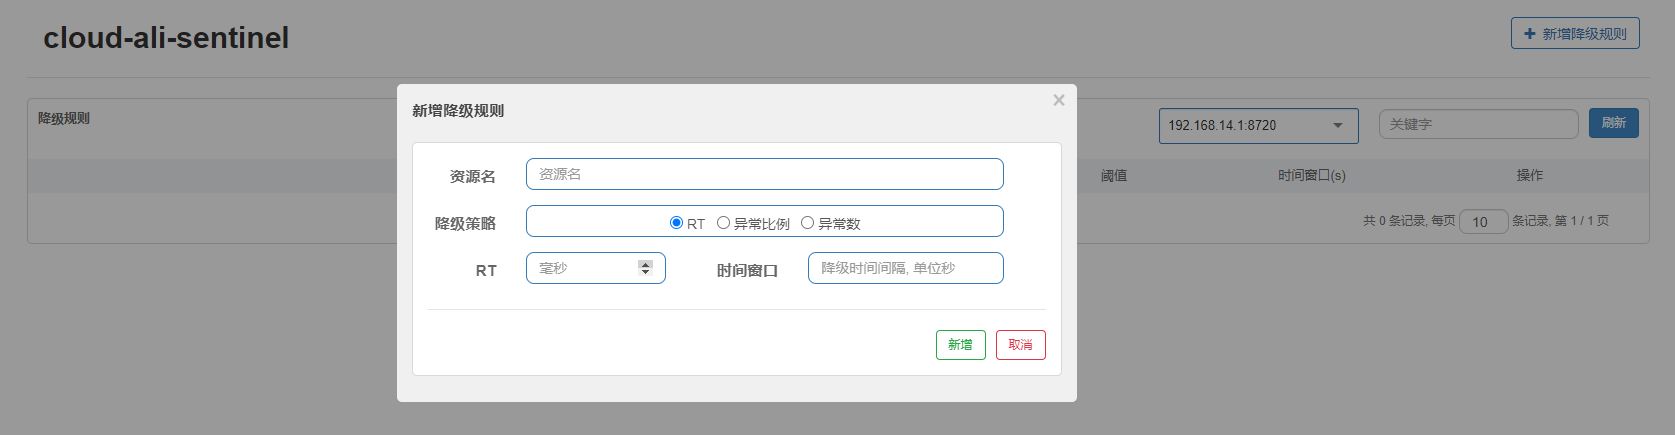 cloud-ali-sentinel
+ 新增降级规则
新增降级规则
×
降级规则
192.168.14.1:8720
关键字
刷新
资源名
资源名
阈值
时间窗口(s)
操作
降级策略
RT
异常比例
异常数
共 0 条记录, 每页 10 条记录, 第 1 / 1 页
RT
毫秒
时间窗口
降级时间间隔, 单位秒
新增
取消